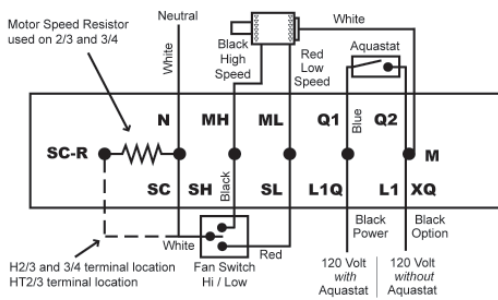 Motor Speed Resistor
used on 2/3 and 3/4
Neutral
White
Black
High
Speed
Red
Low
Speed
White
Aquastat
N
MH
ML
Q1
Q2
Blue
SC-R
M
SC
SH
Black
SL
L1Q
L1
XQ
White
Red
Fan Switch
Hi / Low
Black
Power
Black
Option
H2/3 and 3/4 terminal location
HT2/3 terminal location
120 Volt
with
Aquastat
120 Volt
without
Aquastat